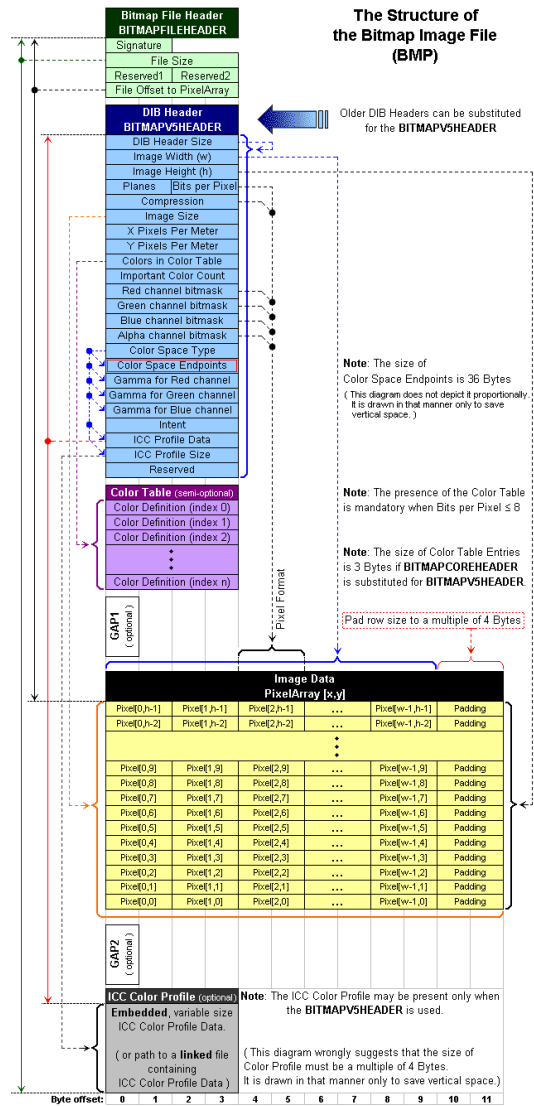 The Structure of
the Bitmap Image File
(BMP)
Bitmap File Header
BITMAPFILEHEADER
Signature
File Size
Reserved1 Reserved2
File Offset to PixelArray
DIB Header
BITMAPV5HEADER
Older DIB Headers can be substituted
for the BITMAPV5HEADER
DIB Header Size
Image Width (w)
Image Height (h)
Planes Bits per Pixel
Compression
Image Size
X Pixels Per Meter
Y Pixels Per Meter
Colors in Color Table
Important Color Count
Red channel bitmask
Green channel bitmask
Blue channel bitmask
Alpha channel bitmask
Color Space Type
Color Space Endpoints
Gamma for Red channel
Gamma for Green channel
Gamma for Blue channel
Intent
ICC Profile Data
ICC Profile Size
Reserved
Note: The size of
Color Space Endpoints is 36 Bytes
( This diagram does not depict it proportionally.
It is drawn in that manner only to save
vertical space. )
Color Table (semi-optional)
Color Definition (index 0)
Color Definition (index 1)
Color Definition (index 2)
Color Definition (index n)
Note: The presence of the Color Table
is mandatory when Bits per Pixel ≤ 8
Note: The size of Color Table Entries
is 3 Bytes if BITMAPCOREHEADER
is substituted for BITMAPV5HEADER.
GAP1
( optional )
Pixel Format
Pad row size to a multiple of 4 Bytes
Image Data
PixelArray [x,y]
Pixel[0,h-1] Pixel[1,h-1] Pixel[2,h-1] ... Pixel[w-1,h-1] Padding
Pixel[0,h-2] Pixel[1,h-2] Pixel[2,h-2] ... Pixel[w-1,h-2] Padding
Pixel[0,9] Pixel[1,9] Pixel[2,9] ... Pixel[w-1,9] Padding
Pixel[0,8] Pixel[1,8] Pixel[2,8] ... Pixel[w-1,8] Padding
Pixel[0,7] Pixel[1,7] Pixel[2,7] ... Pixel[w-1,7] Padding
Pixel[0,6] Pixel[1,6] Pixel[2,6] ... Pixel[w-1,6] Padding
Pixel[0,5] Pixel[1,5] Pixel[2,5] ... Pixel[w-1,5] Padding
Pixel[0,4] Pixel[1,4] Pixel[2,4] ... Pixel[w-1,4] Padding
Pixel[0,3] Pixel[1,3] Pixel[2,3] ... Pixel[w-1,3] Padding
Pixel[0,2] Pixel[1,2] Pixel[2,2] ... Pixel[w-1,2] Padding
Pixel[0,1] Pixel[1,1] Pixel[2,1] ... Pixel[w-1,1] Padding
Pixel[0,0] Pixel[1,0] Pixel[2,0] ... Pixel[w-1,0] Padding
GAP2
( optional )
ICC Color Profile (optional)
Embedded, variable size
ICC Color Profile Data.
( or path to a linked file
containing
ICC Color Profile Data )
Note: The ICC Color Profile may be present only when
the BITMAPV5HEADER is used.
( This diagram wrongly suggests that the size of
Color Profile must be a multiple of 4 Bytes.
It is drawn in that manner only to save vertical space.)
Byte offset: 0 1 2 3 4 5 6 7 8 9 10 11